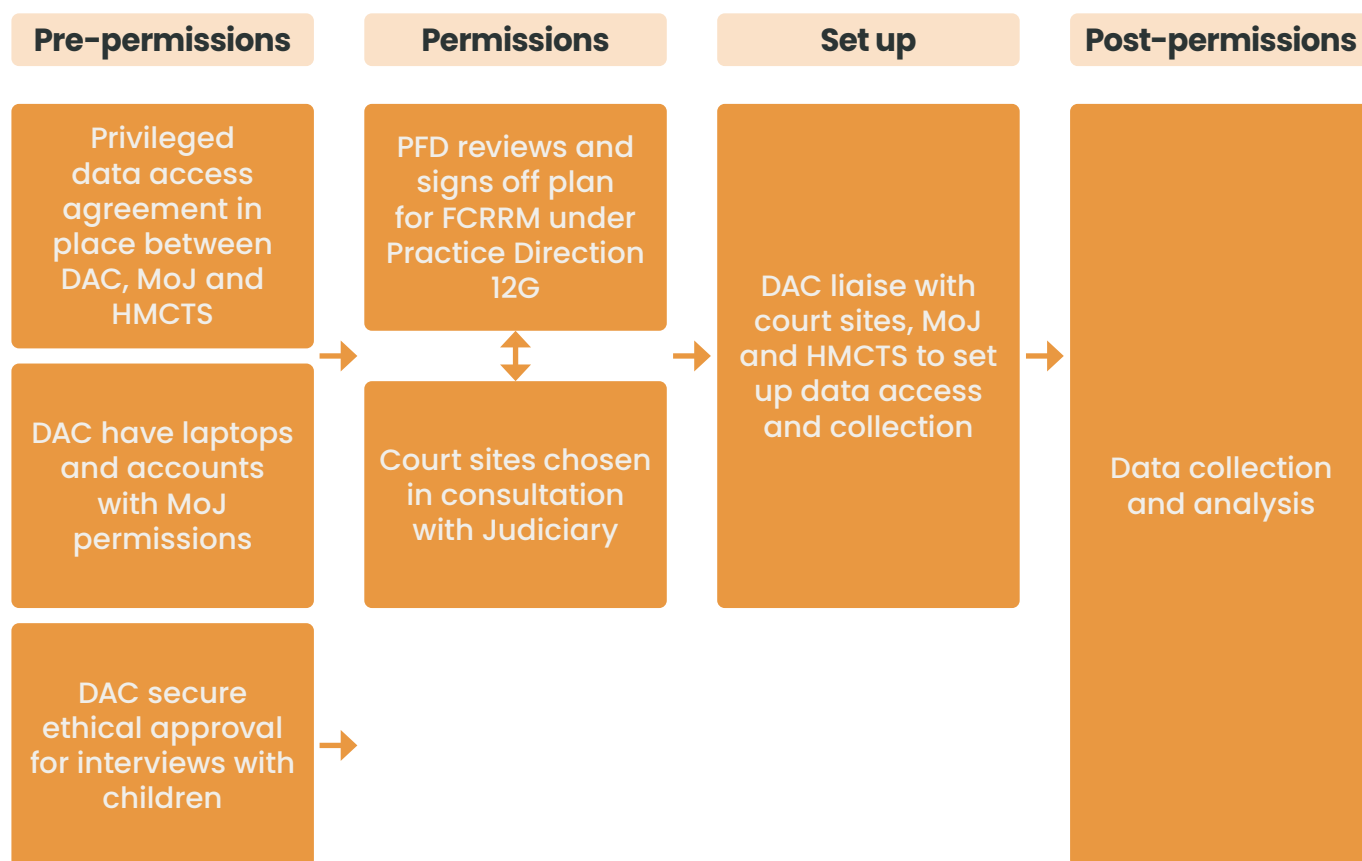 Pre-permissions
Permissions
Set up
Post-permissions
Privileged
data access
agreement in
place between
DAC, MoJ and
HMCTS
DAC have laptops
and accounts
with MoJ
permissions
DAC secure
ethical approval
for interviews with
children
PFD reviews and
signs off plan
for FCRRM under
Practice Direction
12G
Court sites chosen
in consultation
with Judiciary
DAC liaise with
court sites, MoJ
and HMCTS to set
up data access
and collection
Data collection
and analysis